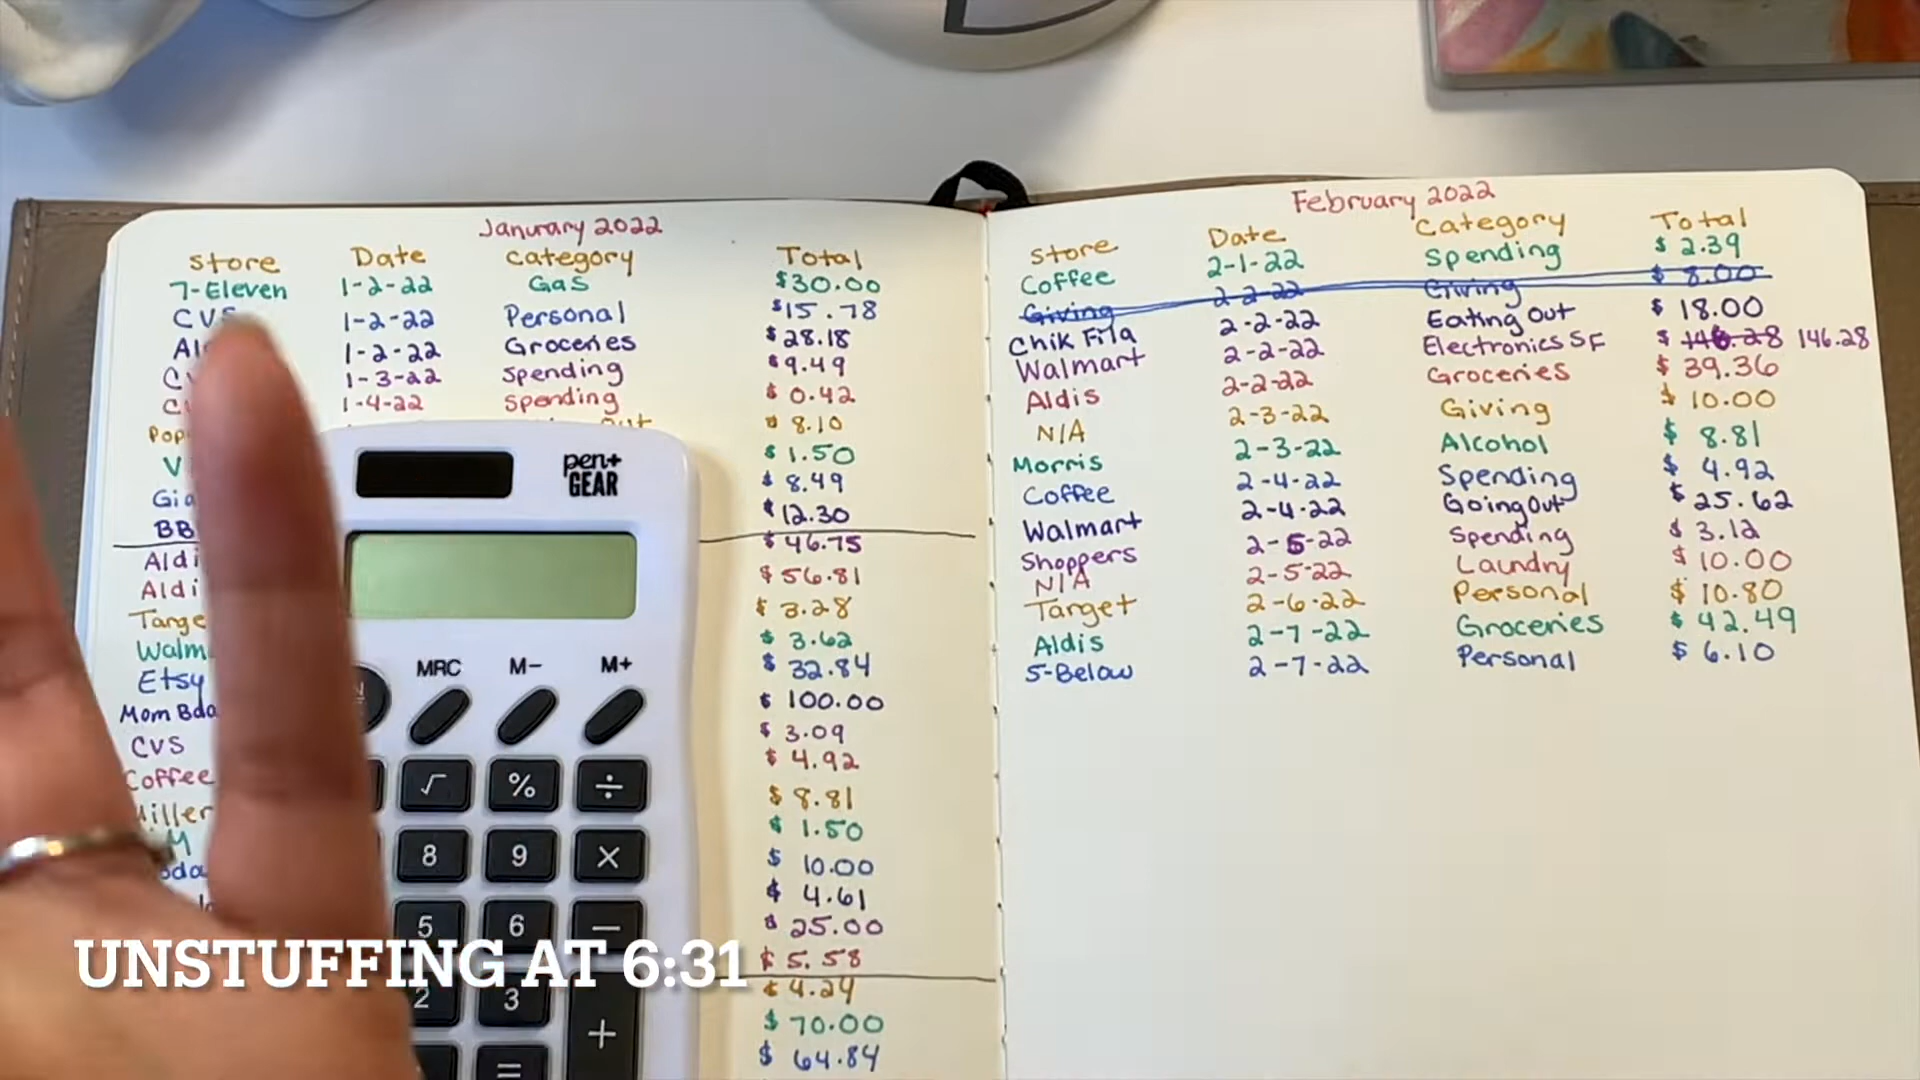 January 2022
Store Date Category Total
7-Eleven 1-2-22 Gas $30.00
CVS 1-2-22 Personal $15.78
1-2-22 Groceries $28.18
1-3-22 Spending $9.49
1-4-22 Spending $0.42
$8.10
$1.50
$8.49
$12.30
$46.75
$56.81
$3.28
$3.62
Etsy $32.84
Mom $100.00
CVS $3.09
Coffee $4.92
$8.81
$1.50
$10.00
$4.61
$25.00
$5.58
$4.24
$70.00
$64.84
February 2022
Store Date Category Total
Coffee 2-1-22 Spending $2.39
Giving 2-2-22 Giving $8.00
Chik Fila 2-2-22 Eating Out $18.00
Walmart 2-2-22 Electronics SF $146.28 146.28
Aldis 2-2-22 Groceries $39.36
N/A 2-3-22 Giving $10.00
Morris 2-3-22 Alcohol $8.81
Coffee 2-4-22 Spending $4.92
Walmart 2-4-22 Going Out $25.62
Shoppers 2-5-22 Spending $3.12
N/A 2-5-22 Laundry $10.00
Target 2-6-22 Personal $10.80
Aldis 2-7-22 Groceries $42.49
5-Below 2-7-22 Personal $6.10
pen+
GEAR
MRC M- M+
√ % ÷
8 9 ×
5 6 −
2 3
+
=
UNSTUFFING AT 6:31